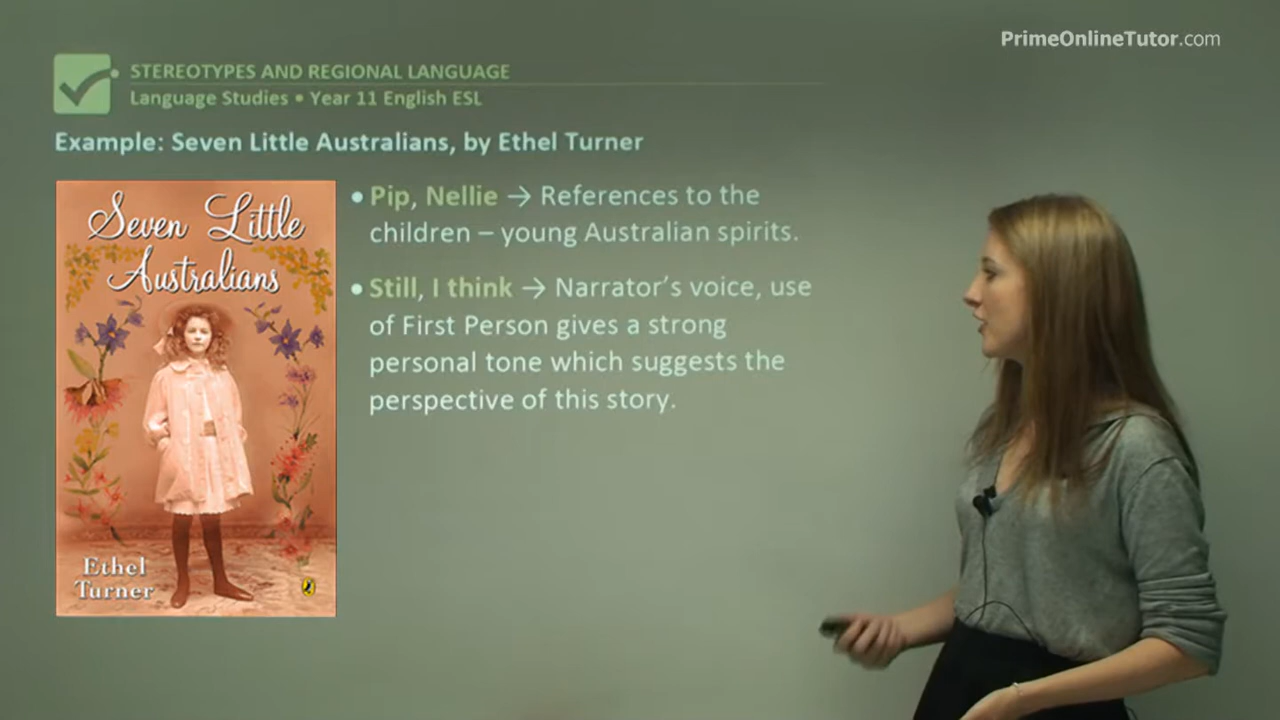 PrimeOnlineTutor.com
STEREOTYPES AND REGIONAL LANGUAGE
Language Studies • Year 11 English ESL
Example: Seven Little Australians, by Ethel Turner
Seven Little
Australians
Ethel
Turner
• Pip, Nellie → References to the
children – young Australian spirits.
• Still, I think → Narrator's voice, use
of First Person gives a strong
personal tone which suggests the
perspective of this story.